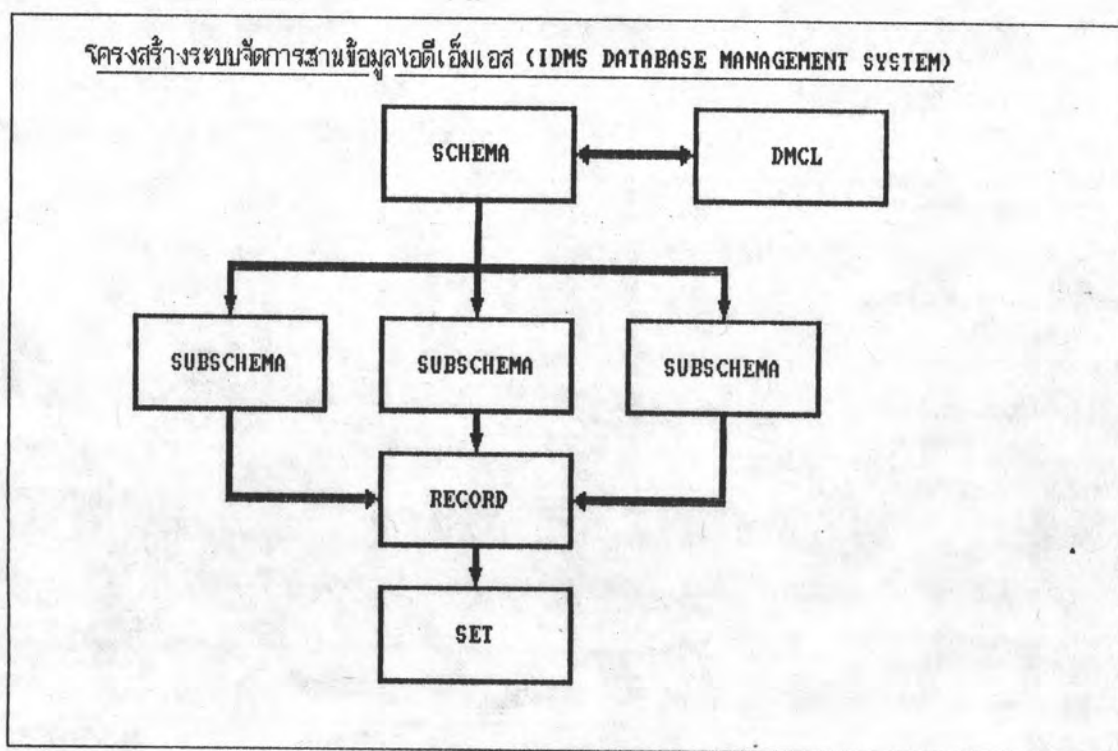 โครงสร้างระบบจัดการฐานข้อมูลไอดีเอ็มเอส (IDMS DATABASE MANAGEMENT SYSTEM)
SCHEMA
DMCL
SUBSCHEMA
SUBSCHEMA
SUBSCHEMA
RECORD
SET